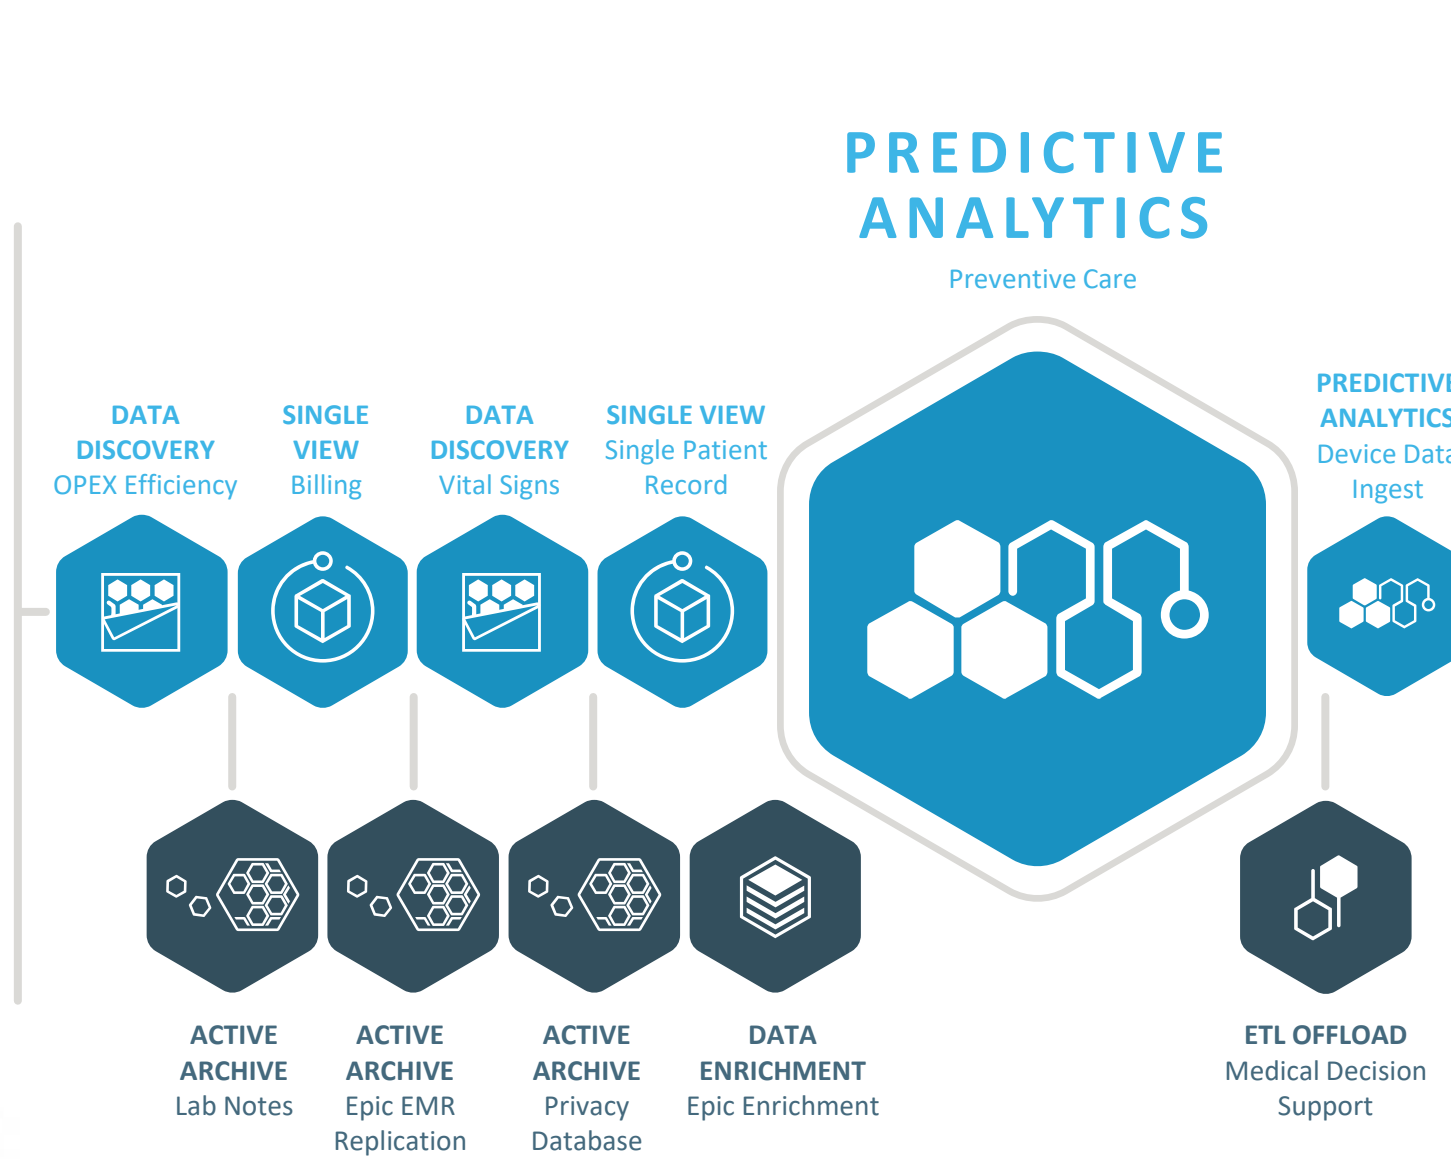 PREDICTIVE
ANALYTICS
Preventive Care
DATA
DISCOVERY
OPEX Efficiency
SINGLE
VIEW
Billing
DATA
DISCOVERY
Vital Signs
SINGLE VIEW
Single Patient
Record
PREDICTIVE
ANALYTICS
Device Data
Ingest
ACTIVE
ARCHIVE
Lab Notes
ACTIVE
ARCHIVE
Epic EMR
Replication
ACTIVE
ARCHIVE
Privacy
Database
DATA
ENRICHMENT
Epic Enrichment
ETL OFFLOAD
Medical Decision
Support